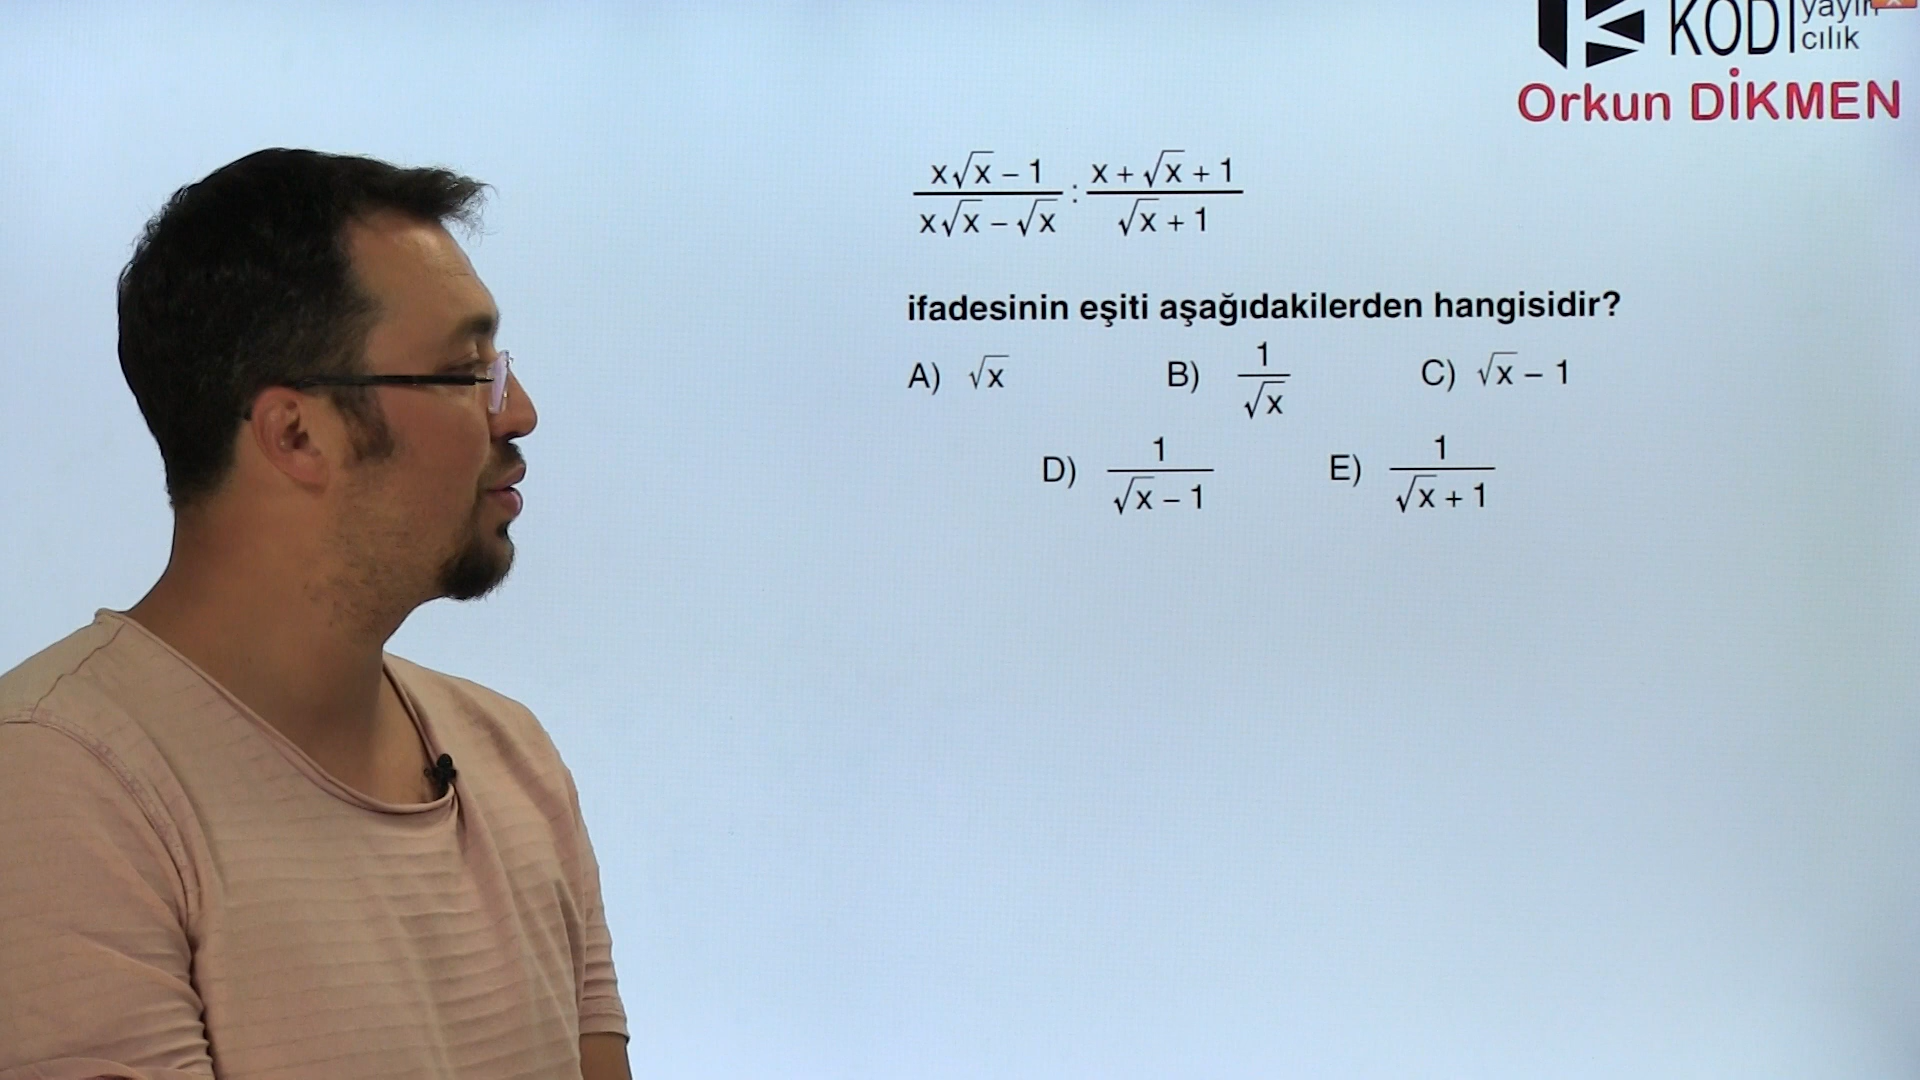 KODI yayın
cılık
Orkun DİKMEN
x√x − 1 / x√x − √x : x + √x + 1 / √x + 1
ifadesinin eşiti aşağıdakilerden hangisidir?
A) √x B) 1/√x C) √x − 1
D) 1/(√x − 1) E) 1/(√x + 1)